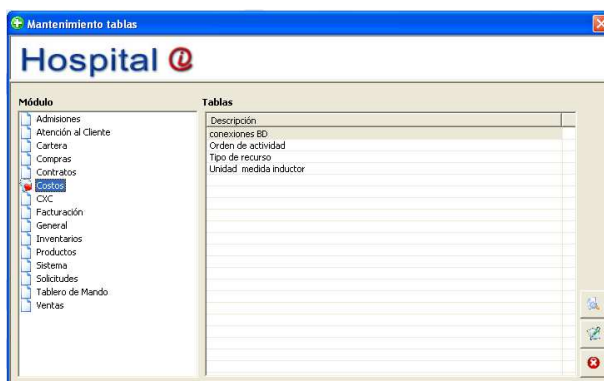 Mantenimiento tablas
Hospital @
Módulo
Admisiones
Atención al Cliente
Cartera
Compras
Contratos
Costos
CXC
Facturación
General
Inventarios
Productos
Sistema
Solicitudes
Tablero de Mando
Ventas
Tablas
Descripción
conexiones BD
Orden de actividad
Tipo de recurso
Unidad medida inductor